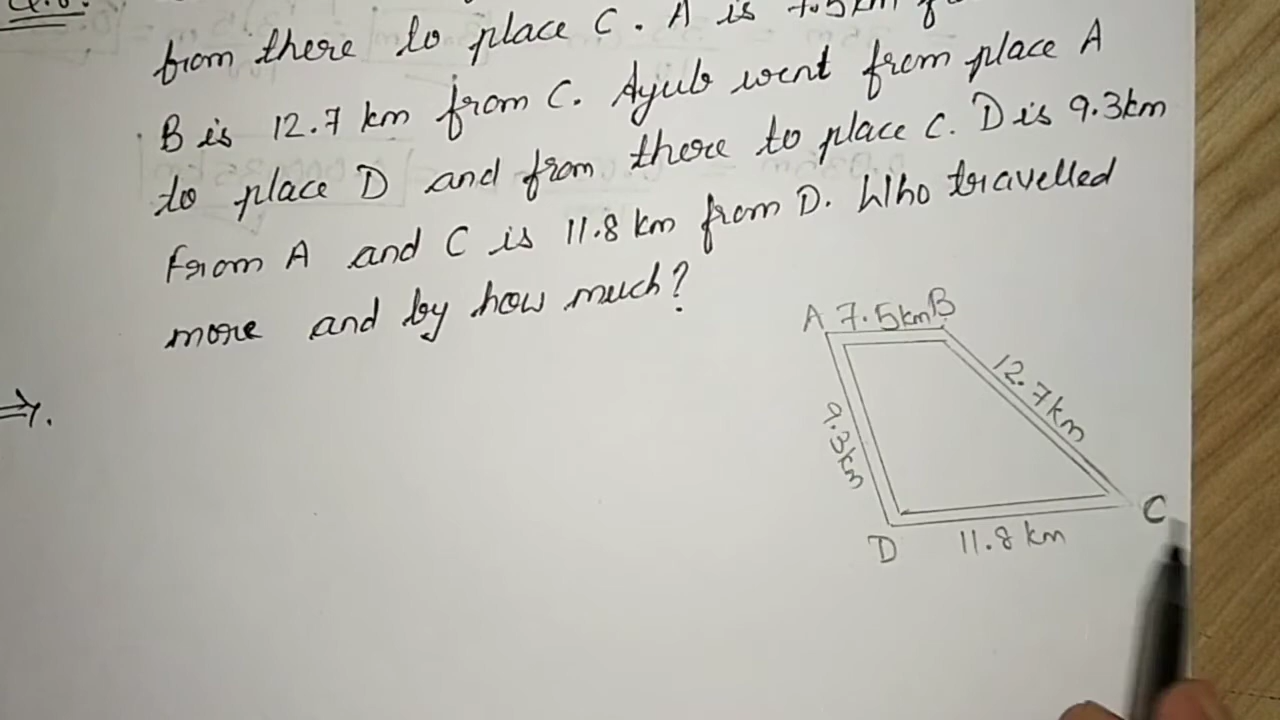 from there to place C. A is 7.5km
B is 12.7 km from C. Ayub went from place A
to place D and from there to place C. D is 9.3km
from A and C is 11.8 km from D. Who travelled
more and by how much?
A 7.5km B
12.7km
9.3km
C
D 11.8 km
⇒.